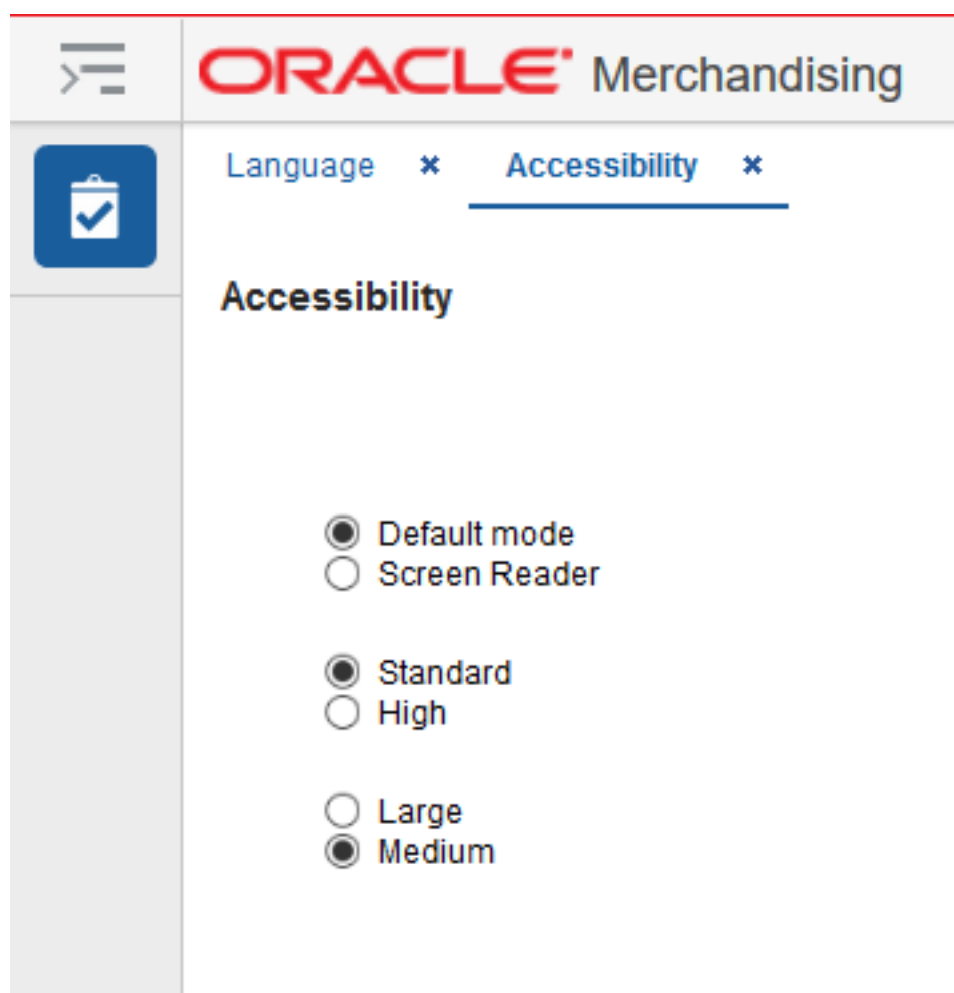 ORACLE Merchandising
Language Accessibility
Accessibility
Default mode
Screen Reader
Standard
High
Large
Medium